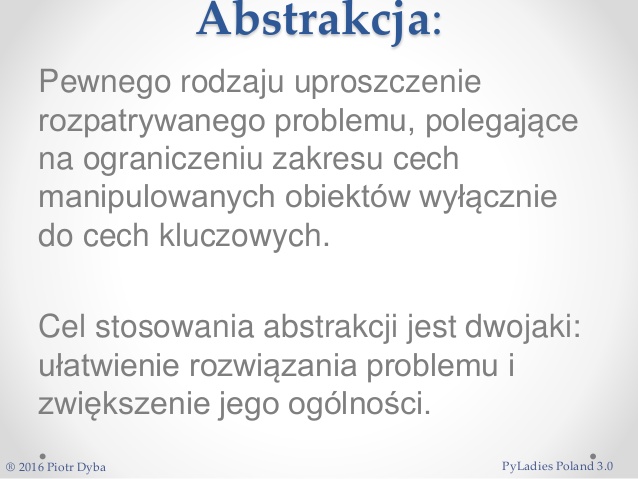 Abstrakcja:
Pewnego rodzaju uproszczenie
rozpatrywanego problemu, polegające
na ograniczeniu zakresu cech
manipulowanych obiektów wyłącznie
do cech kluczowych.
Cel stosowania abstrakcji jest dwojaki:
ułatwienie rozwiązania problemu i
zwiększenie jego ogólności.
® 2016 Piotr Dyba
PyLadies Poland 3.0